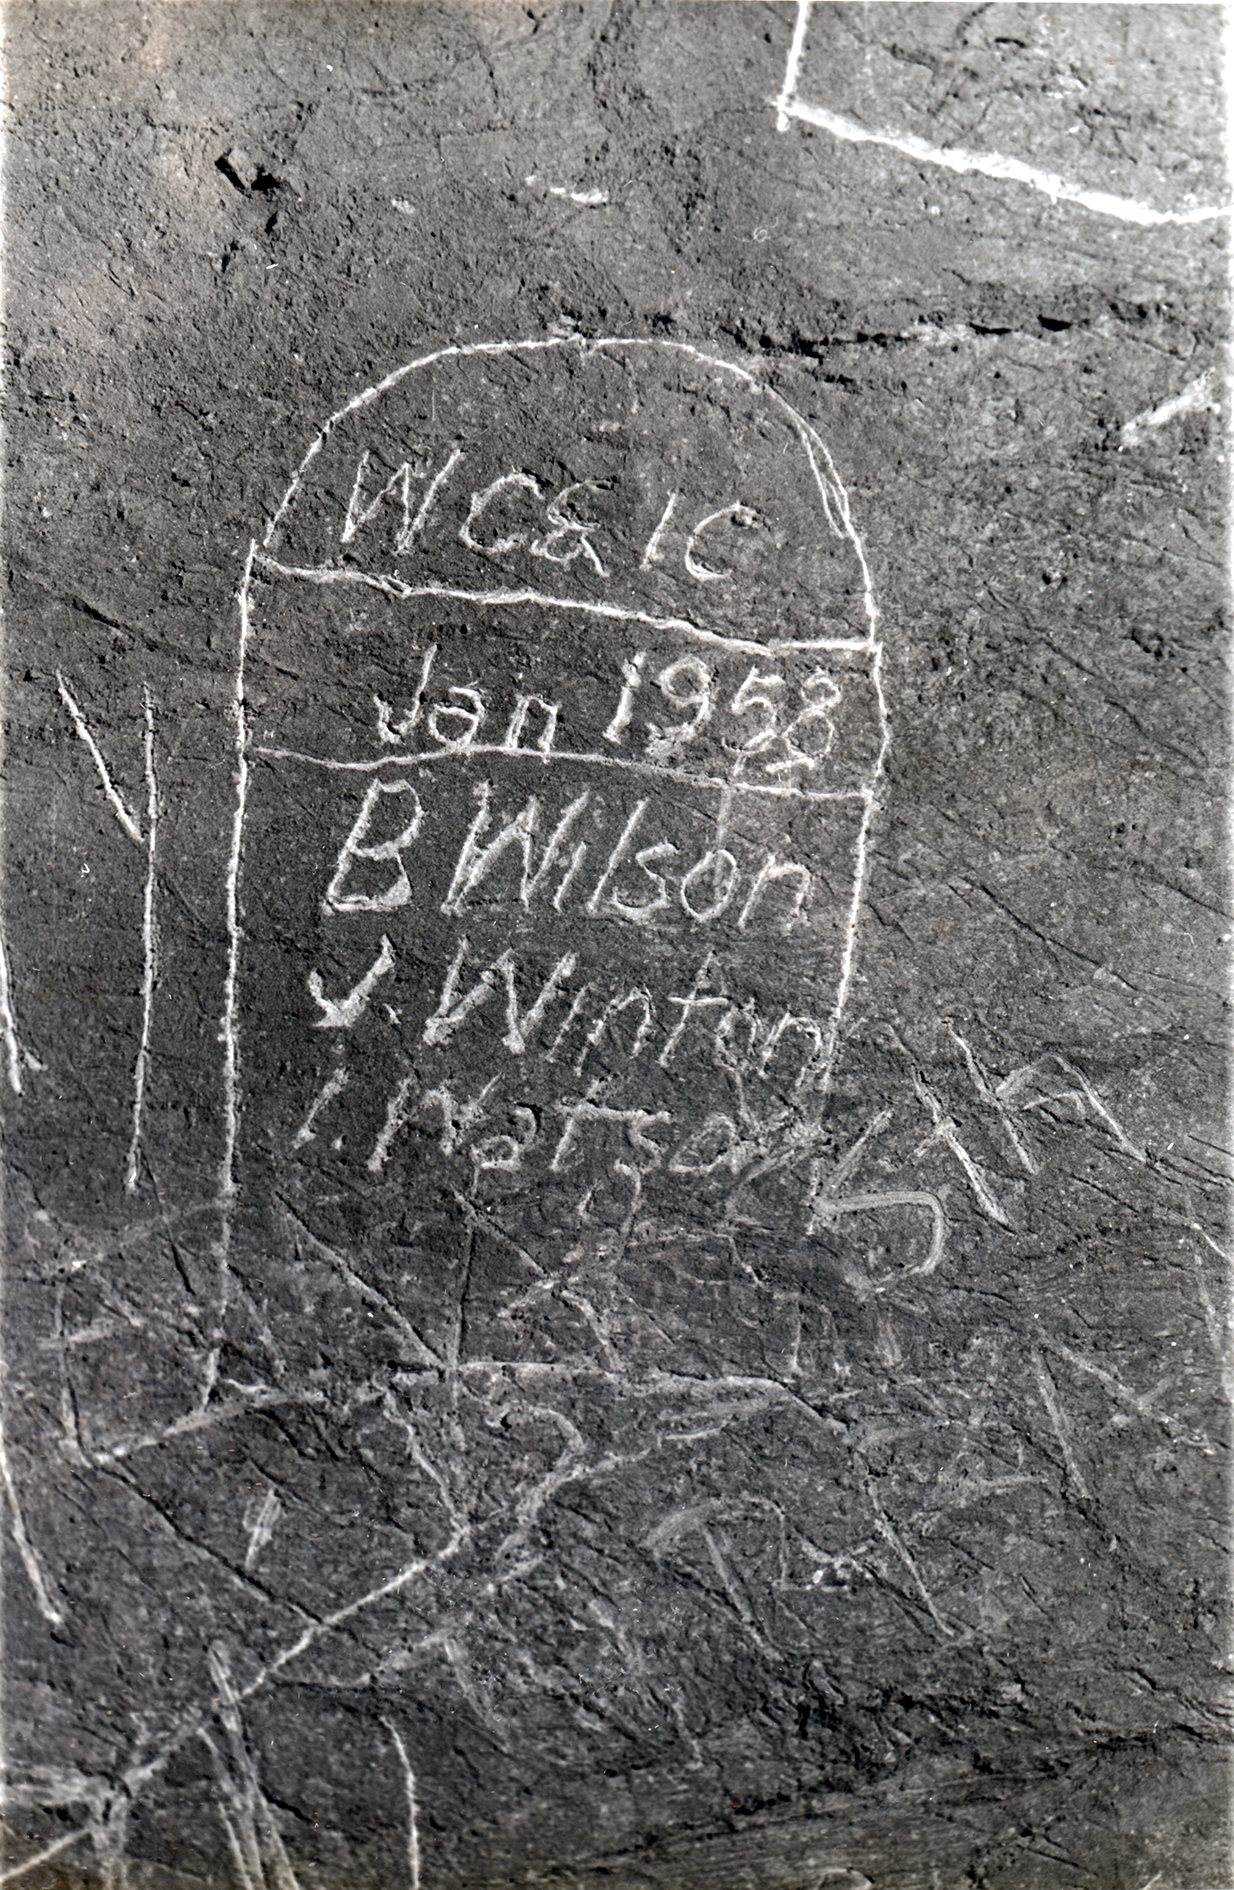 WC & IC
Jan 1958
B Wilson
J. Winton
I. Watson